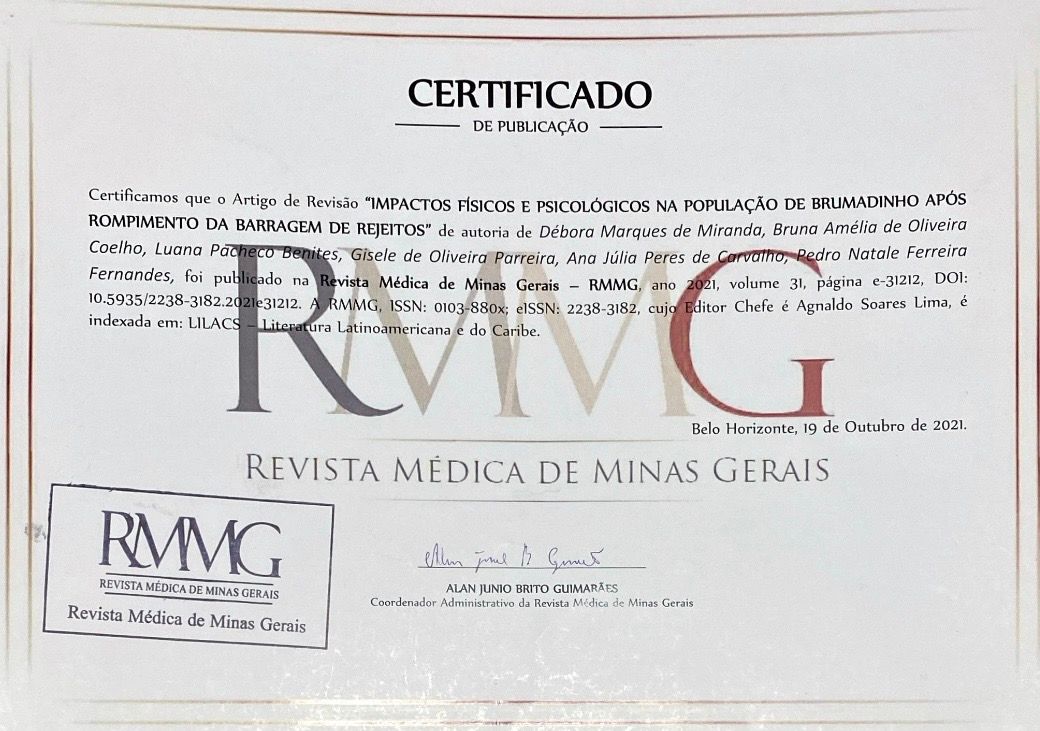 CERTIFICADO
DE PUBLICAÇÃO
Certificamos que o Artigo de Revisão “IMPACTOS FÍSICOS E PSICOLÓGICOS NA POPULAÇÃO DE BRUMADINHO APÓS
ROMPIMENTO DA BARRAGEM DE REJEITOS” de autoria de Débora Marques de Miranda, Bruna Amélia de Oliveira
Coelho, Luana Pacheco Benites, Gisele de Oliveira Parreira, Ana Júlia Peres de Carvalho, Pedro Natale Ferreira
Fernandes, foi publicado na Revista Médica de Minas Gerais – RMMG, ano 2021, volume 31, página e-31212, DOI:
10.5935/2238-3182.2021e31212. A RMMG, ISSN: 0103-880x; eISSN: 2238-3182, cujo Editor Chefe é Agnaldo Soares Lima, é
indexada em: LILACS – Literatura Latinoamericana e do Caribe.
RMMG
Belo Horizonte, 19 de Outubro de 2021.
REVISTA MÉDICA DE MINAS GERAIS
RMMG
REVISTA MÉDICA DE MINAS GERAIS
Revista Médica de Minas Gerais
ALAN JUNIO BRITO GUIMARÃES
Coordenador Administrativo da Revista Médica de Minas Gerais